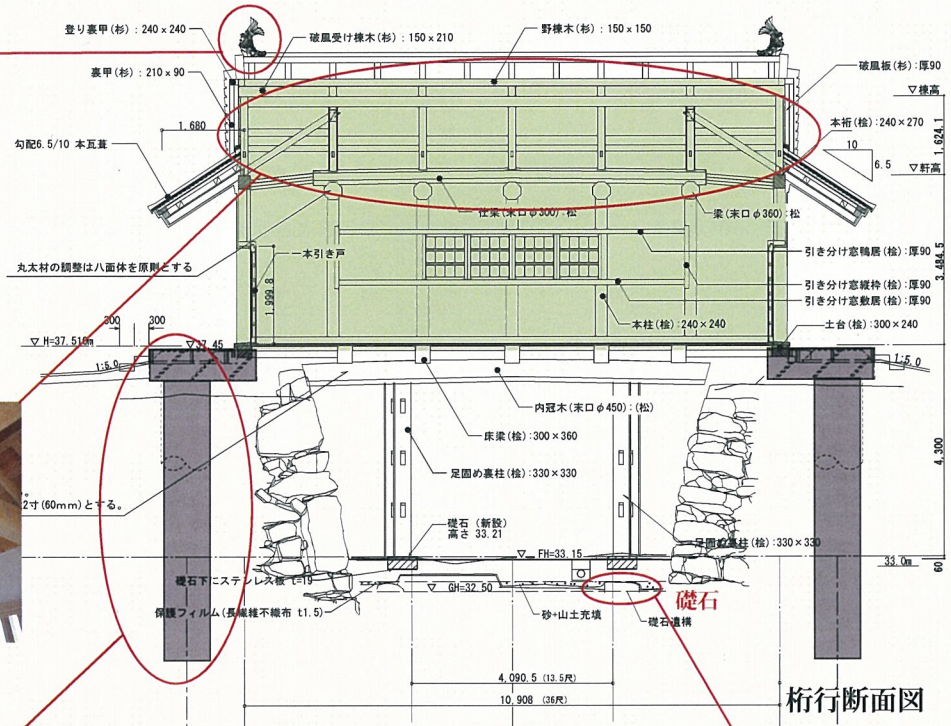 登り裏甲(杉)：240x240
破風受け棟木(杉)：150x210
野棟木(杉)：150x150
裏甲(杉)：210x90
破風板(杉)：厚90
▽棟高
本桁(桧)：240×270
1,680
1,624.1
勾配6.5/10 本瓦葺
10
6.5
▽軒高
仕梁(末口φ300)：松
梁(末口φ360)：松
一本引き戸
引き分け窓鴨居(桧)：厚90
丸太材の調整は八面体を原則とする
1,999.8
3,484.5
引き分け窓縦枠(桧)：厚90
引き分け窓敷居(桧)：厚90
300
300
本柱(桧)：240×240
土台(桧)：300×240
▽ H=37.510m
▽37.45
1:5.0
1:5.0
内冠木(末口φ450)：(松)
床梁(桧)：300×360
4,300
足固め裏柱(桧)：330×330
。
2寸(60mm)とする。
礎石（新設）
高さ 33.21
足固め裏柱(桧)：330×330
▽ FH=33.15
33.0m
60
礎石下にステンレス板 t=19
▽ GH=32.50
礎石
保護フィルム(長繊維不織布 t1.5)
砂+山土充填
礎石遺構
4,090.5 (13.5尺)
10,908 (36尺)
桁行断面図